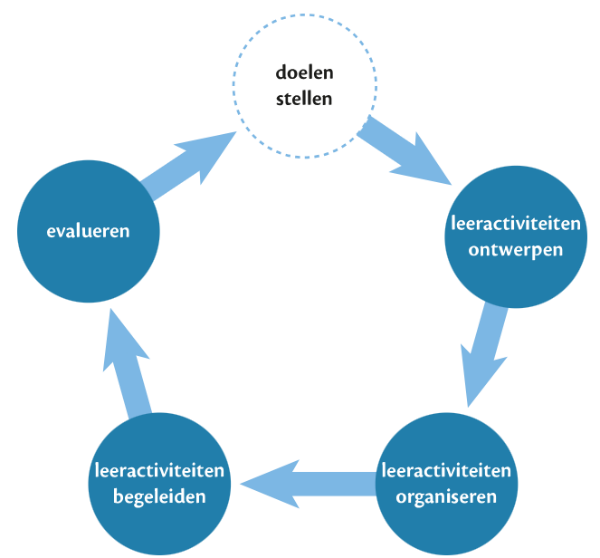 doelen
stellen
leeractiviteiten
ontwerpen
leeractiviteiten
organiseren
leeractiviteiten
begeleiden
evalueren